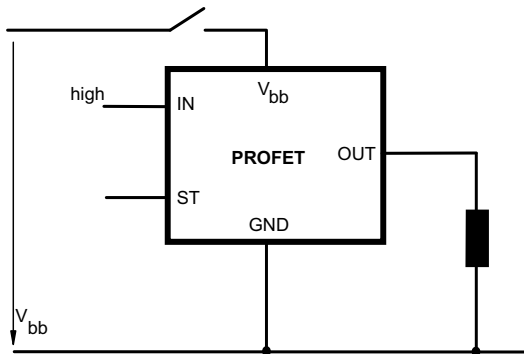 Vbb
high
IN
PROFET
OUT
ST
GND
Vbb